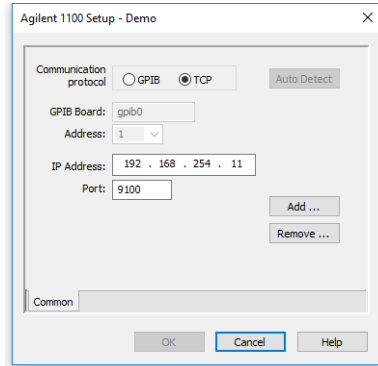 Agilent 1100 Setup - Demo
Communication protocol
GPIB
TCP
Auto Detect
GPIB Board: gpib0
Address: 1
IP Address: 192 . 168 . 254 . 11
Port: 9100
Add ...
Remove ...
Common
OK
Cancel
Help